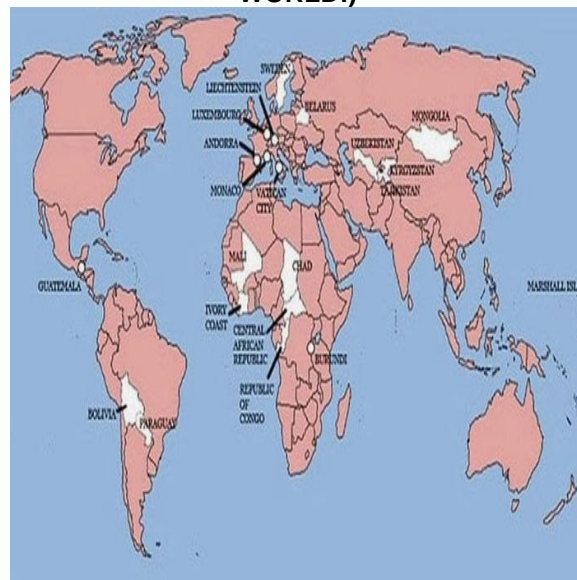 WORLD!)
SWEDEN
LIECHTENSTEIN
LUXEMBOURG
BELARUS
ANDORRA
MONGOLIA
UZBEKISTAN
KYRGYZSTAN
TAJIKISTAN
MONACO
VATICAN
CITY
MALI
CHAD
GUATEMALA
MARSHALL ISL
IVORY
COAST
CENTRAL
AFRICAN
REPUBLIC
BURUNDI
REPUBLIC
OF
CONGO
BOLIVIA
PARAGUAY